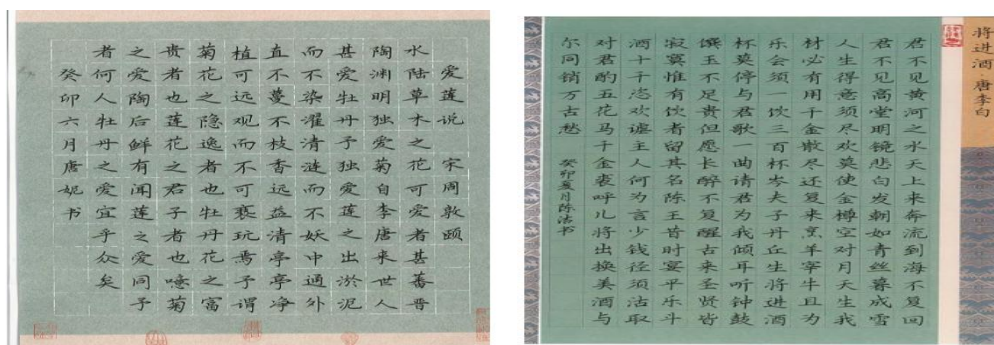 爱莲说 宋周敦颐
水陆草木之花可爱者甚蕃晋
陶渊明独爱菊自李唐来世人
甚爱牡丹予独爱莲之出淤泥
而不染濯清涟而不妖中通外
直不蔓不枝香远益清亭亭净
植可远观而不可亵玩焉予谓
菊花之隐逸者也牡丹花之富
贵者也莲花之君子者也噫菊
之爱陶后鲜有闻莲之爱同予
者何人牡丹之爱宜乎众矣
癸卯六月唐妮书
将进酒·唐李白
君不见黄河之水天上来奔流到海不复回
君不见高堂明镜悲白发朝如青丝暮成雪
人生得意须尽欢莫使金樽空对月天生我
材必有用千金散尽还复来烹羊宰牛且为
乐会须一饮三百杯岑夫子丹丘生将进酒
杯莫停与君歌一曲请君为我倾耳听钟鼓
馔玉不足贵但愿长醉不复醒古来圣贤皆
寂寞惟有饮者留其名陈王昔时宴平乐斗
酒十千恣欢谑主人何为言少钱径须沽取
对君酌五花马千金裘呼儿将出换美酒与
尔同销万古愁
癸卯夏月陈洁书